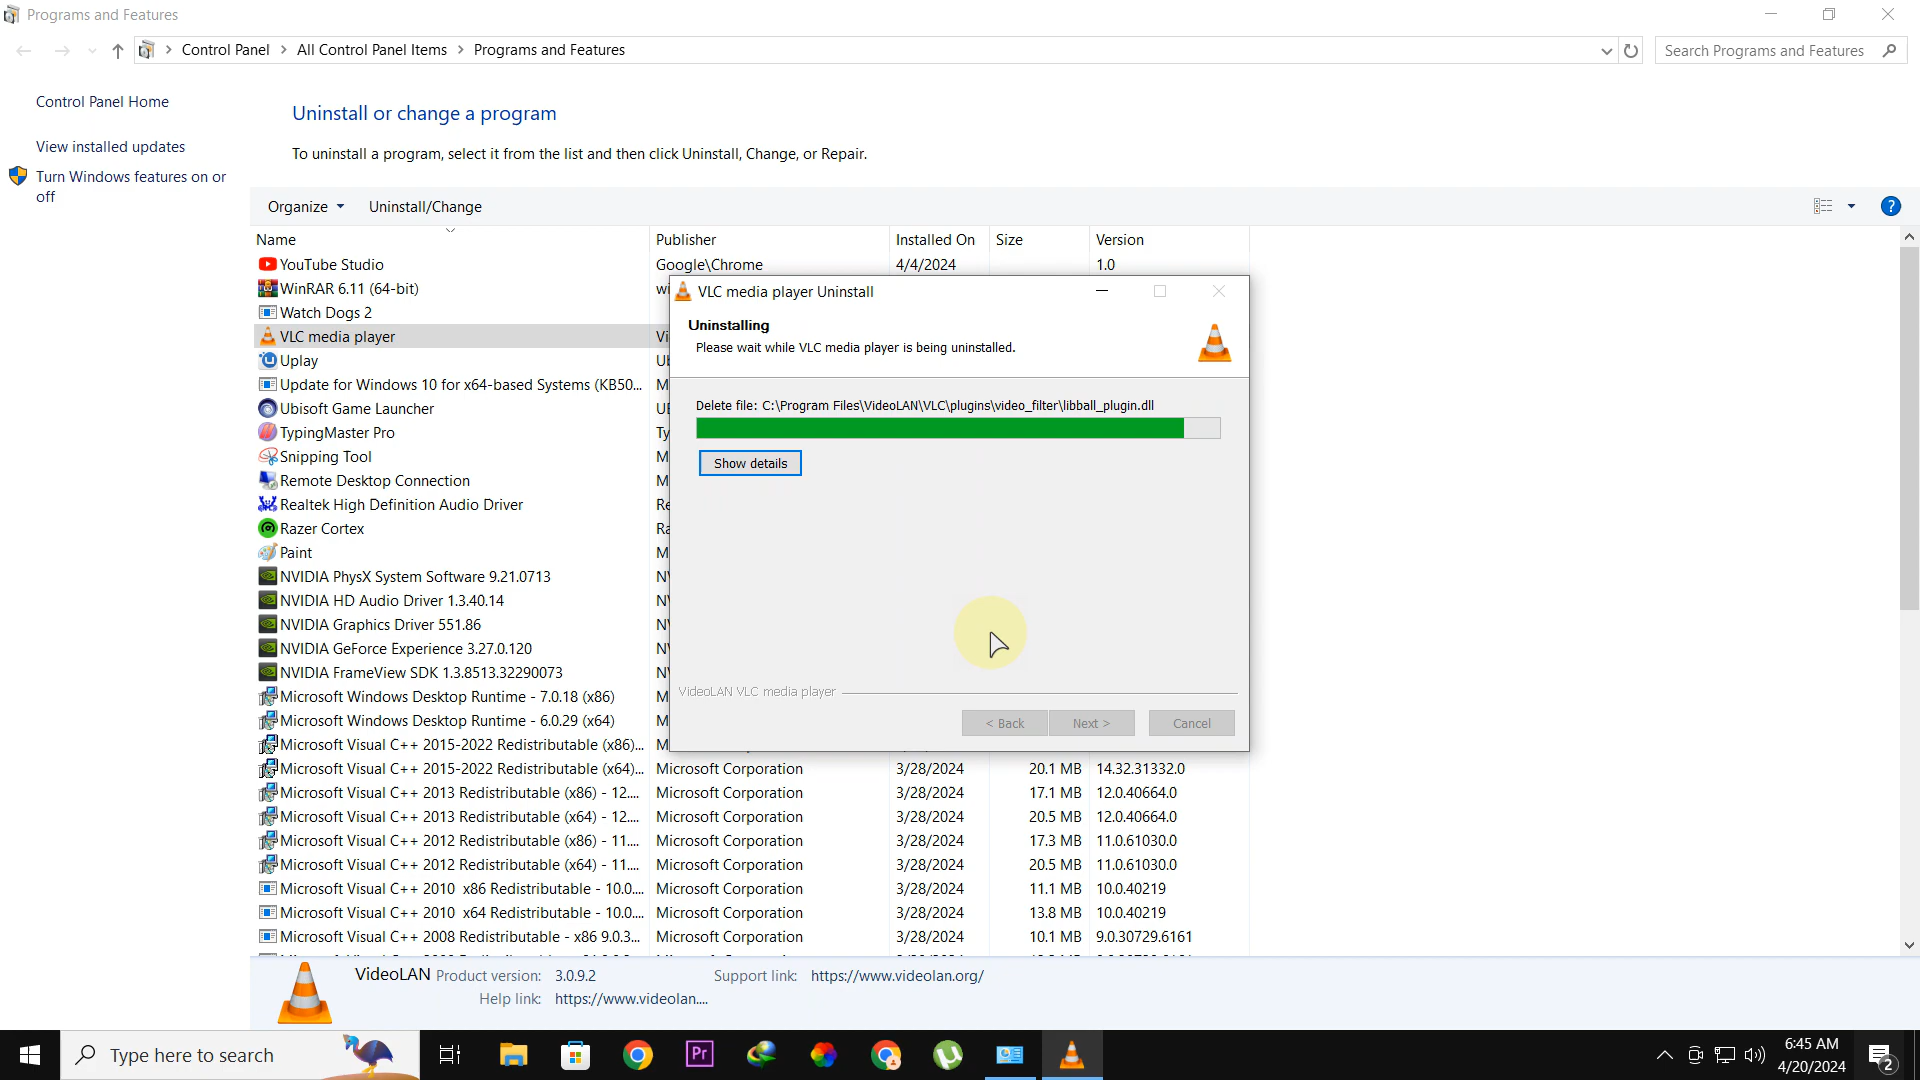 Programs and Features
Control Panel > All Control Panel Items > Programs and Features
Search Programs and Features
Control Panel Home
View installed updates
Turn Windows features on or
off
Uninstall or change a program
To uninstall a program, select it from the list and then click Uninstall, Change, or Repair.
Organize
Uninstall/Change
?
Name Publisher Installed On Size Version
YouTube Studio Google\Chrome 4/4/2024 1.0
WinRAR 6.11 (64-bit) wi
Watch Dogs 2
VLC media player Vi
Uplay Ub
Update for Windows 10 for x64-based Systems (KB50... M
Ubisoft Game Launcher UB
TypingMaster Pro Ty
Snipping Tool M
Remote Desktop Connection M
Realtek High Definition Audio Driver Re
Razer Cortex Ra
Paint M
NVIDIA PhysX System Software 9.21.0713 NV
NVIDIA HD Audio Driver 1.3.40.14 NV
NVIDIA Graphics Driver 551.86 NV
NVIDIA GeForce Experience 3.27.0.120 NV
NVIDIA FrameView SDK 1.3.8513.32290073 NV
Microsoft Windows Desktop Runtime - 7.0.18 (x86) M
Microsoft Windows Desktop Runtime - 6.0.29 (x64) M
Microsoft Visual C++ 2015-2022 Redistributable (x86)... M
Microsoft Visual C++ 2015-2022 Redistributable (x64)... Microsoft Corporation 3/28/2024 20.1 MB 14.32.31332.0
Microsoft Visual C++ 2013 Redistributable (x86) - 12.... Microsoft Corporation 3/28/2024 17.1 MB 12.0.40664.0
Microsoft Visual C++ 2013 Redistributable (x64) - 12.... Microsoft Corporation 3/28/2024 20.5 MB 12.0.40664.0
Microsoft Visual C++ 2012 Redistributable (x86) - 11.... Microsoft Corporation 3/28/2024 17.3 MB 11.0.61030.0
Microsoft Visual C++ 2012 Redistributable (x64) - 11.... Microsoft Corporation 3/28/2024 20.5 MB 11.0.61030.0
Microsoft Visual C++ 2010 x86 Redistributable - 10.0.... Microsoft Corporation 3/28/2024 11.1 MB 10.0.40219
Microsoft Visual C++ 2010 x64 Redistributable - 10.0.... Microsoft Corporation 3/28/2024 13.8 MB 10.0.40219
Microsoft Visual C++ 2008 Redistributable - x86 9.0.3... Microsoft Corporation 3/28/2024 10.1 MB 9.0.30729.6161
VLC media player Uninstall
Uninstalling
Please wait while VLC media player is being uninstalled.
Delete file: C:\Program Files\VideoLAN\VLC\plugins\video_filter\libball_plugin.dll
Show details
VideoLAN VLC media player
< Back Next > Cancel
VideoLAN Product version: 3.0.9.2 Support link: https://www.videolan.org/
Help link: https://www.videolan....
Type here to search
Pr
6:45 AM
4/20/2024
2